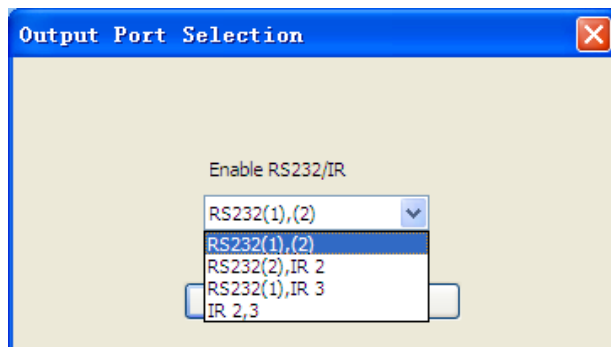 Output Port Selection
Enable RS232/IR
RS232(1),(2)
RS232(1),(2)
RS232(2),IR 2
RS232(1),IR 3
IR 2,3